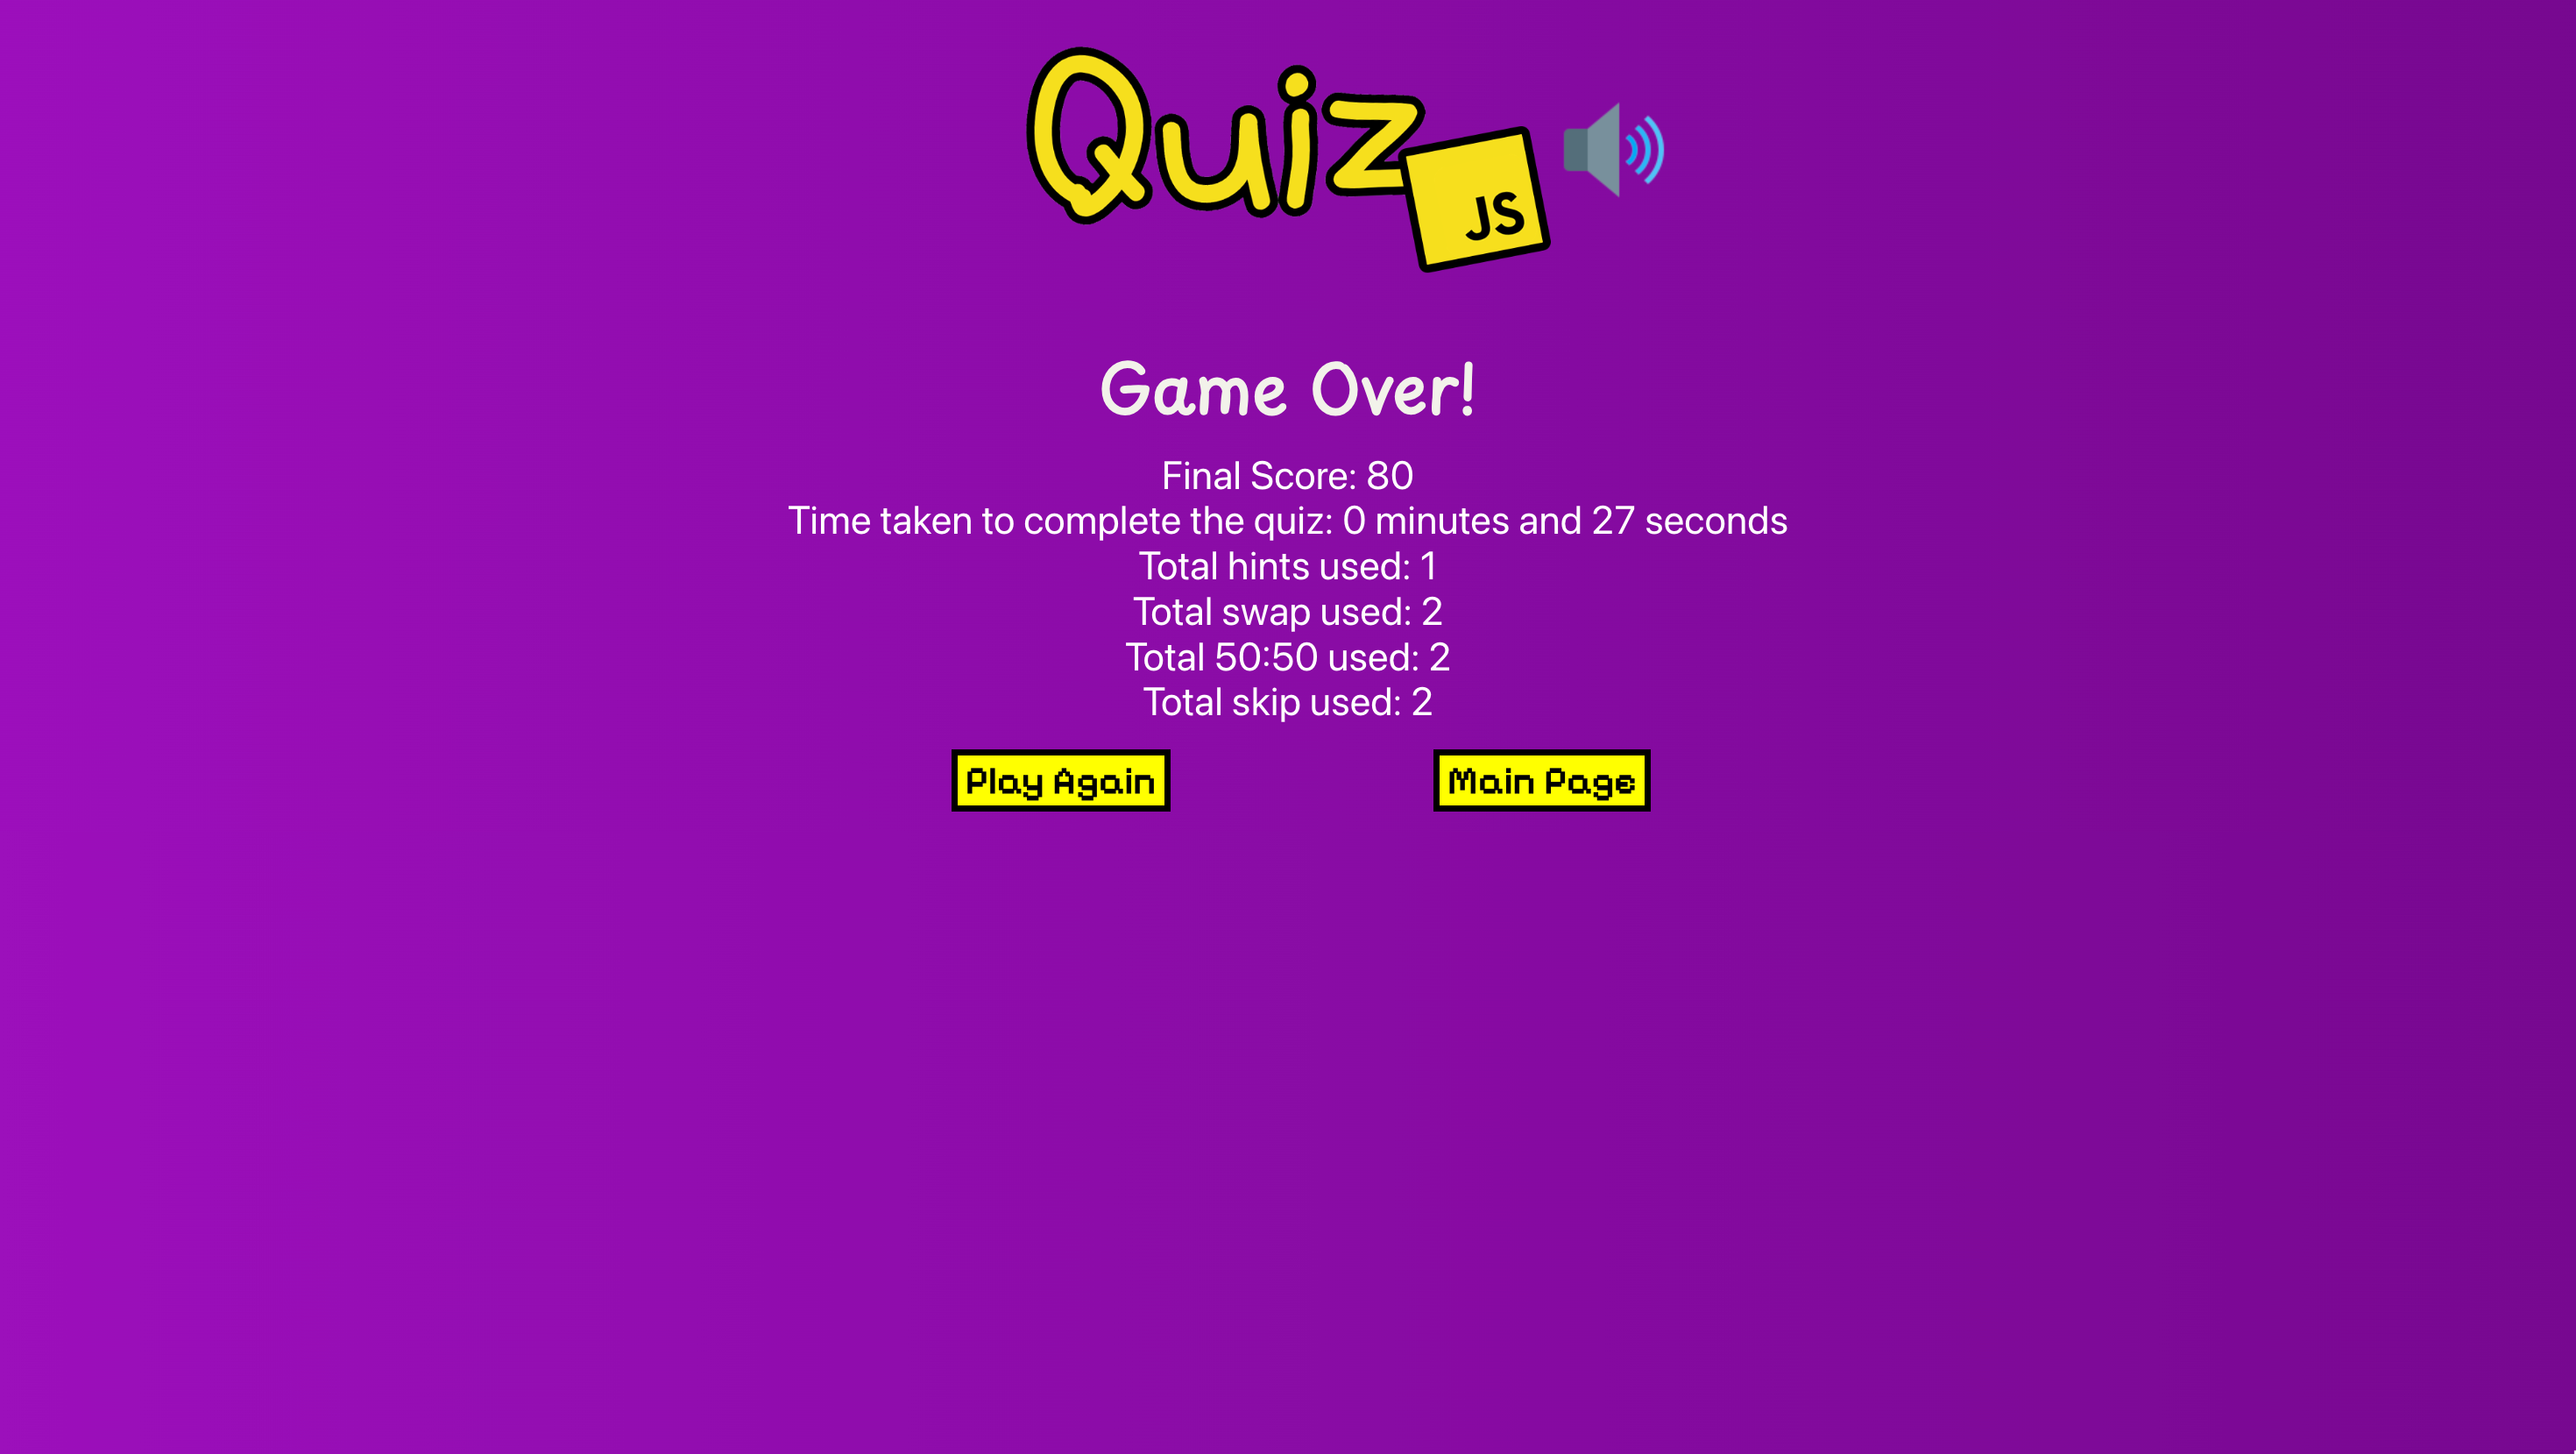 Quiz
JS
Game Over!
Final Score: 80
Time taken to complete the quiz: 0 minutes and 27 seconds
Total hints used: 1
Total swap used: 2
Total 50:50 used: 2
Total skip used: 2
Play Again
Main Page